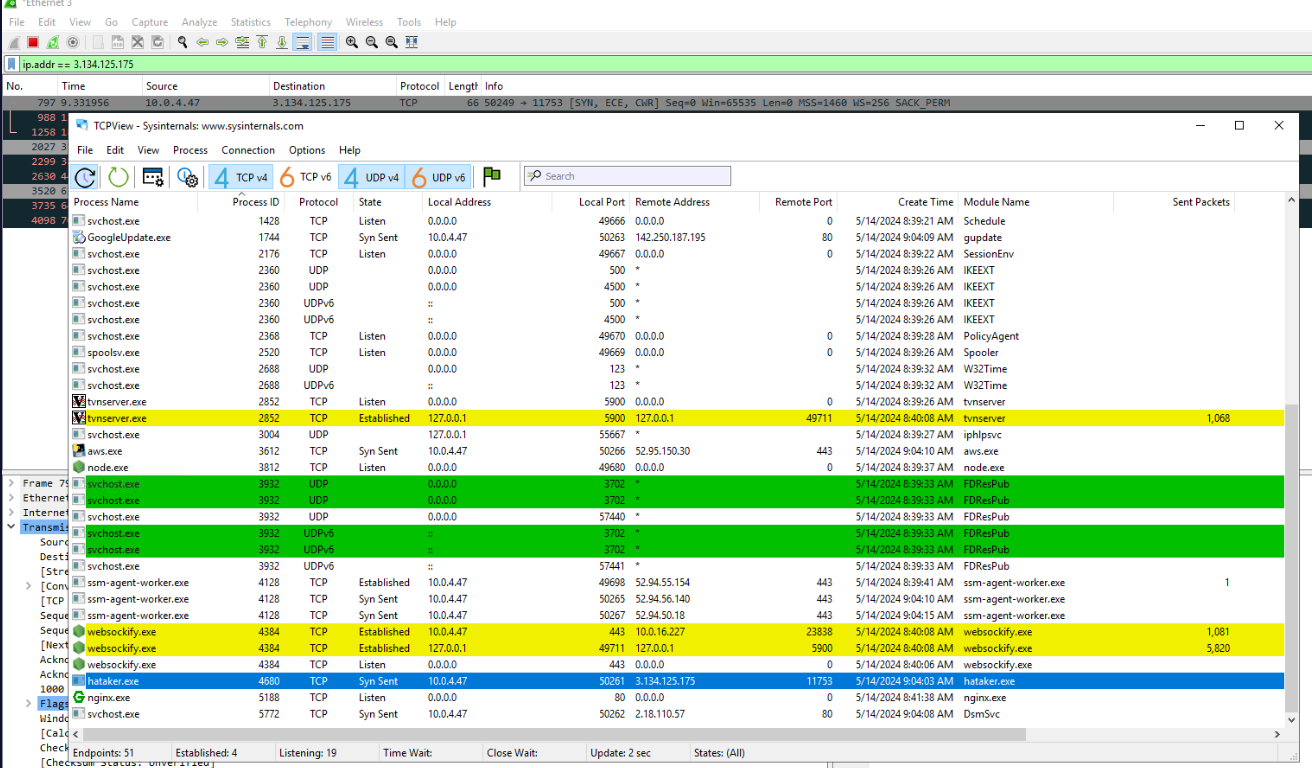 *Ethernet 3
File Edit View Go Capture Analyze Statistics Telephony Wireless Tools Help
ip.addr == 3.134.125.175
No. Time Source Destination Protocol Length Info
797 9.331956 10.0.4.47 3.134.125.175 TCP 66 50249 → 11753 [SYN, ECE, CWR] Seq=0 Win=65535 Len=0 MSS=1460 WS=256 SACK_PERM
988 1
1258 1
2027 3
2299 3
2630 4
3520 6
3735 6
4098 7
TCPView - Sysinternals: www.sysinternals.com
File Edit View Process Connection Options Help
4 TCP v4 6 TCP v6 4 UDP v4 6 UDP v6 Search
Process Name Process ID Protocol State Local Address Local Port Remote Address Remote Port Create Time Module Name Sent Packets
svchost.exe 1428 TCP Listen 0.0.0.0 49666 0.0.0.0 0 5/14/2024 8:39:21 AM Schedule
GoogleUpdate.exe 1744 TCP Syn Sent 10.0.4.47 50263 142.250.187.195 80 5/14/2024 9:04:09 AM gupdate
svchost.exe 2176 TCP Listen 0.0.0.0 49667 0.0.0.0 0 5/14/2024 8:39:22 AM SessionEnv
svchost.exe 2360 UDP 0.0.0.0 500 * 5/14/2024 8:39:26 AM IKEEXT
svchost.exe 2360 UDP 0.0.0.0 4500 * 5/14/2024 8:39:26 AM IKEEXT
svchost.exe 2360 UDPv6 :: 500 * 5/14/2024 8:39:26 AM IKEEXT
svchost.exe 2360 UDPv6 :: 4500 * 5/14/2024 8:39:26 AM IKEEXT
svchost.exe 2368 TCP Listen 0.0.0.0 49670 0.0.0.0 0 5/14/2024 8:39:28 AM PolicyAgent
spoolsv.exe 2520 TCP Listen 0.0.0.0 49669 0.0.0.0 0 5/14/2024 8:39:26 AM Spooler
svchost.exe 2688 UDP 0.0.0.0 123 * 5/14/2024 8:39:32 AM W32Time
svchost.exe 2688 UDPv6 :: 123 * 5/14/2024 8:39:32 AM W32Time
tvnserver.exe 2852 TCP Listen 0.0.0.0 5900 0.0.0.0 0 5/14/2024 8:39:26 AM tvnserver
tvnserver.exe 2852 TCP Established 127.0.0.1 5900 127.0.0.1 49711 5/14/2024 8:40:08 AM tvnserver 1,068
svchost.exe 3004 UDP 127.0.0.1 55667 * 5/14/2024 8:39:27 AM iphlpsvc
aws.exe 3612 TCP Syn Sent 10.0.4.47 50266 52.95.150.30 443 5/14/2024 9:04:10 AM aws.exe
node.exe 3812 TCP Listen 0.0.0.0 49680 0.0.0.0 0 5/14/2024 8:39:37 AM node.exe
svchost.exe 3932 UDP 0.0.0.0 3702 * 5/14/2024 8:39:33 AM FDResPub
svchost.exe 3932 UDP 0.0.0.0 3702 * 5/14/2024 8:39:33 AM FDResPub
svchost.exe 3932 UDP 0.0.0.0 57440 * 5/14/2024 8:39:33 AM FDResPub
svchost.exe 3932 UDPv6 :: 3702 * 5/14/2024 8:39:33 AM FDResPub
svchost.exe 3932 UDPv6 :: 3702 * 5/14/2024 8:39:33 AM FDResPub
svchost.exe 3932 UDPv6 :: 57441 * 5/14/2024 8:39:33 AM FDResPub
ssm-agent-worker.exe 4128 TCP Established 10.0.4.47 49698 52.94.55.154 443 5/14/2024 8:39:41 AM ssm-agent-worker.exe 1
ssm-agent-worker.exe 4128 TCP Syn Sent 10.0.4.47 50265 52.94.56.140 443 5/14/2024 9:04:10 AM ssm-agent-worker.exe
ssm-agent-worker.exe 4128 TCP Syn Sent 10.0.4.47 50267 52.94.50.18 443 5/14/2024 9:04:15 AM ssm-agent-worker.exe
websockify.exe 4384 TCP Established 10.0.4.47 443 10.0.16.227 23838 5/14/2024 8:40:08 AM websockify.exe 1,081
websockify.exe 4384 TCP Established 127.0.0.1 49711 127.0.0.1 5900 5/14/2024 8:40:08 AM websockify.exe 5,820
websockify.exe 4384 TCP Listen 0.0.0.0 443 0.0.0.0 0 5/14/2024 8:40:06 AM websockify.exe
hataker.exe 4680 TCP Syn Sent 10.0.4.47 50261 3.134.125.175 11753 5/14/2024 9:04:03 AM hataker.exe
nginx.exe 5188 TCP Listen 0.0.0.0 80 0.0.0.0 0 5/14/2024 8:41:38 AM nginx.exe
svchost.exe 5772 TCP Syn Sent 10.0.4.47 50262 2.18.110.57 80 5/14/2024 9:04:08 AM DsmSvc
Endpoints: 51 Established: 4 Listening: 19 Time Wait: Close Wait: Update: 2 sec States: (All)
Frame 79
Ethernet
Internet
Transmis
Sourc
Desti
[Stre
[Conv
[TCP
Seque
Seque
[Next
Ackno
Ackno
1000
Flags
Windo
[Calc
Check
[Checksum Status: Unverified]